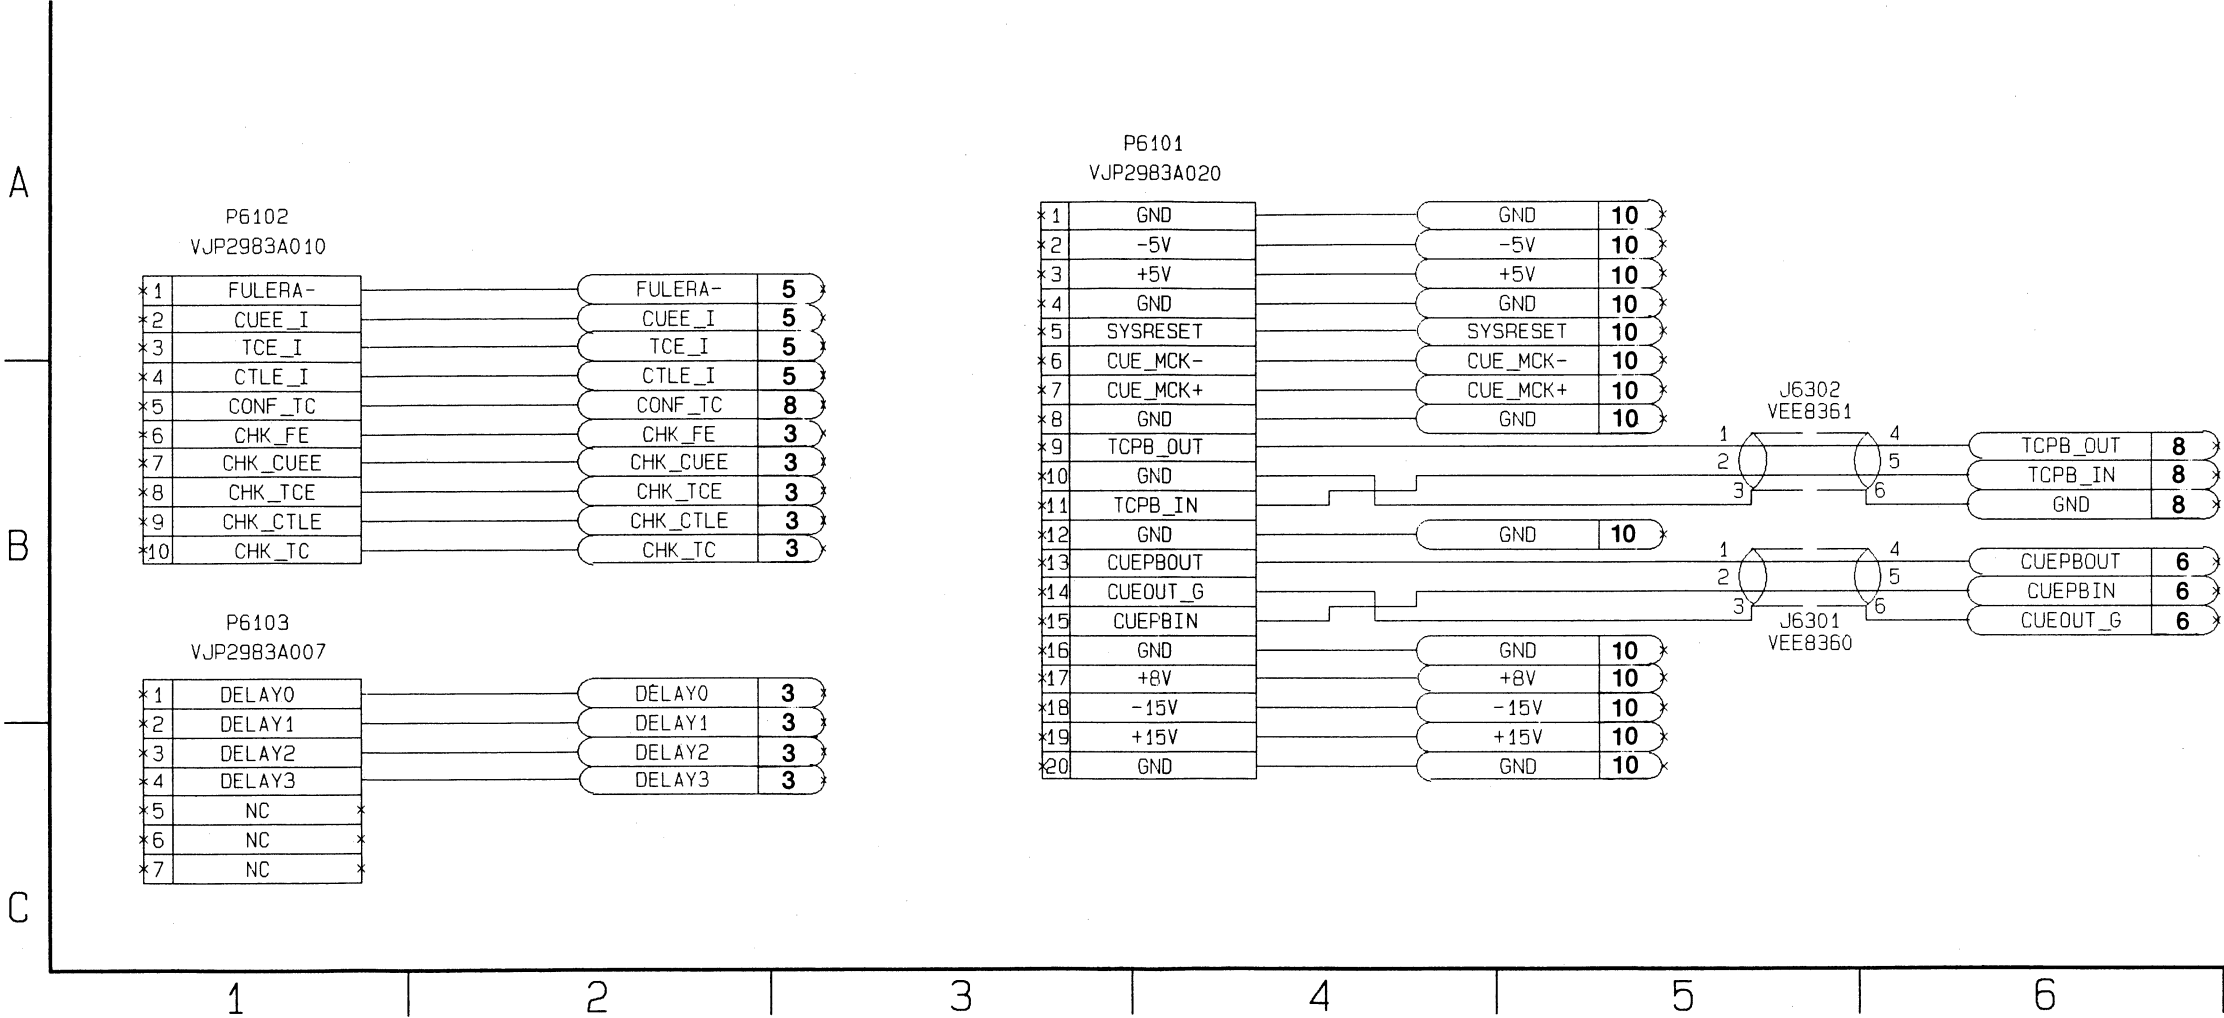 A
B
C
P6102
VJP2983A010
1 FULERA- FULERA- 5
2 CUEE_I CUEE_I 5
3 TCE_I TCE_I 5
4 CTLE_I CTLE_I 5
5 CONF_TC CONF_TC 8
6 CHK_FE CHK_FE 3
7 CHK_CUEE CHK_CUEE 3
8 CHK_TCE CHK_TCE 3
9 CHK_CTLE CHK_CTLE 3
10 CHK_TC CHK_TC 3
P6103
VJP2983A007
1 DELAY0 DELAY0 3
2 DELAY1 DELAY1 3
3 DELAY2 DELAY2 3
4 DELAY3 DELAY3 3
5 NC
6 NC
7 NC
P6101
VJP2983A020
1 GND GND 10
2 -5V -5V 10
3 +5V +5V 10
4 GND GND 10
5 SYSRESET SYSRESET 10
6 CUE_MCK- CUE_MCK- 10
7 CUE_MCK+ CUE_MCK+ 10
8 GND GND 10
9 TCPB_OUT
10 GND
11 TCPB_IN
12 GND GND 10
13 CUEPBOUT
14 CUEOUT_G
15 CUEPBIN
16 GND GND 10
17 +8V +8V 10
18 -15V -15V 10
19 +15V +15V 10
20 GND GND 10
J6302
VEE8361
1 4 TCPB_OUT 8
2 5 TCPB_IN 8
3 6 GND 8
1 4 CUEPBOUT 6
2 5 CUEPBIN 6
3 6 CUEOUT_G 6
J6301
VEE8360
1 2 3 4 5 6